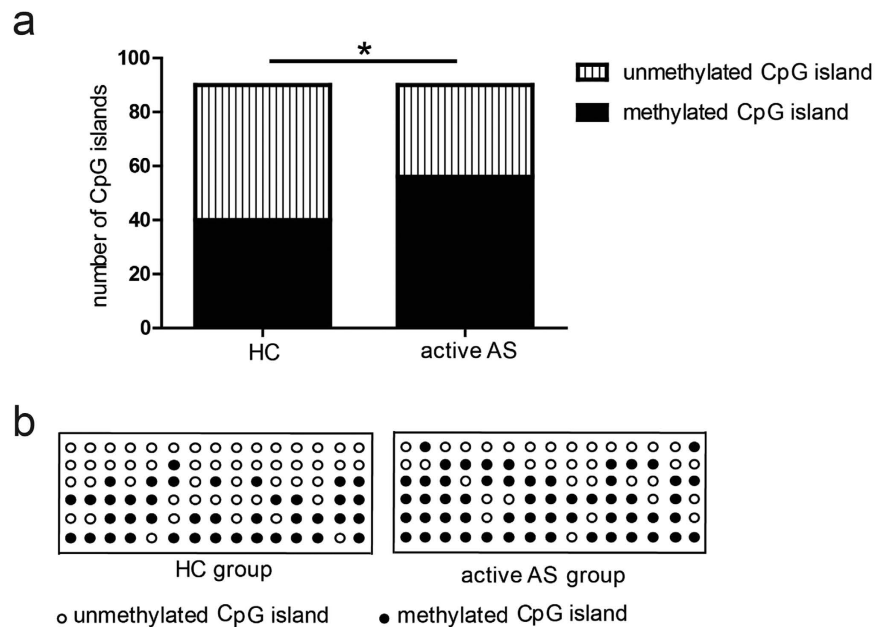 a
*
100
80
60
40
20
0
number of CpG islands
HC
active AS
unmethylated CpG island
methylated CpG island
b
HC group
active AS group
unmethylated CpG island
methylated CpG island